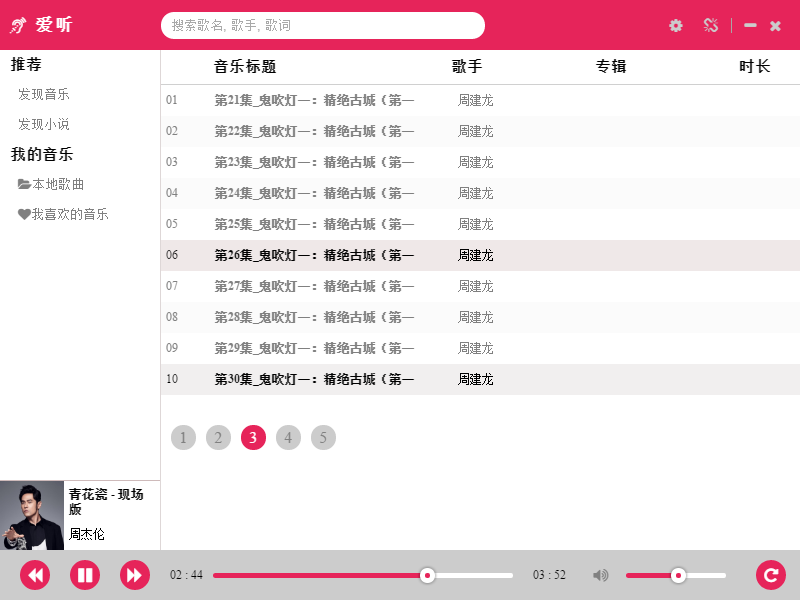 爱听
搜索歌名, 歌手, 歌词
推荐
发现音乐
发现小说
我的音乐
本地歌曲
我喜欢的音乐
音乐标题 歌手 专辑 时长
01 第21集_鬼吹灯一：精绝古城（第一 周建龙
02 第22集_鬼吹灯一：精绝古城（第一 周建龙
03 第23集_鬼吹灯一：精绝古城（第一 周建龙
04 第24集_鬼吹灯一：精绝古城（第一 周建龙
05 第25集_鬼吹灯一：精绝古城（第一 周建龙
06 第26集_鬼吹灯一：精绝古城（第一 周建龙
07 第27集_鬼吹灯一：精绝古城（第一 周建龙
08 第28集_鬼吹灯一：精绝古城（第一 周建龙
09 第29集_鬼吹灯一：精绝古城（第一 周建龙
10 第30集_鬼吹灯一：精绝古城（第一 周建龙
1 2 3 4 5
青花瓷 - 现场
版
周杰伦
02 : 44 03 : 52